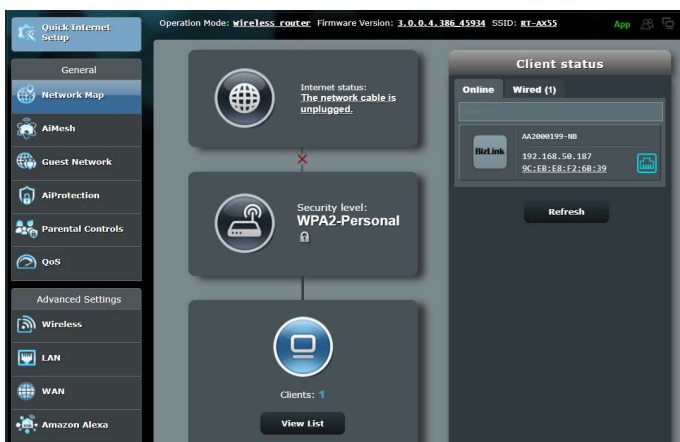 Quick Internet
Setup
Operation Mode: Wireless router Firmware Version: 3.0.0.4.386_45934 SSID: RT-AX55
App
General
Network Map
AiMesh
Guest Network
AiProtection
Parental Controls
QoS
Advanced Settings
Wireless
LAN
WAN
Amazon Alexa
Internet status:
The network cable is
unplugged.
Security level:
WPA2-Personal
Clients: 1
View List
Client status
Online Wired (1)
Search
BizLink
AA2000199-NB
192.168.50.187
9C:EB:E8:F2:6B:39
Refresh